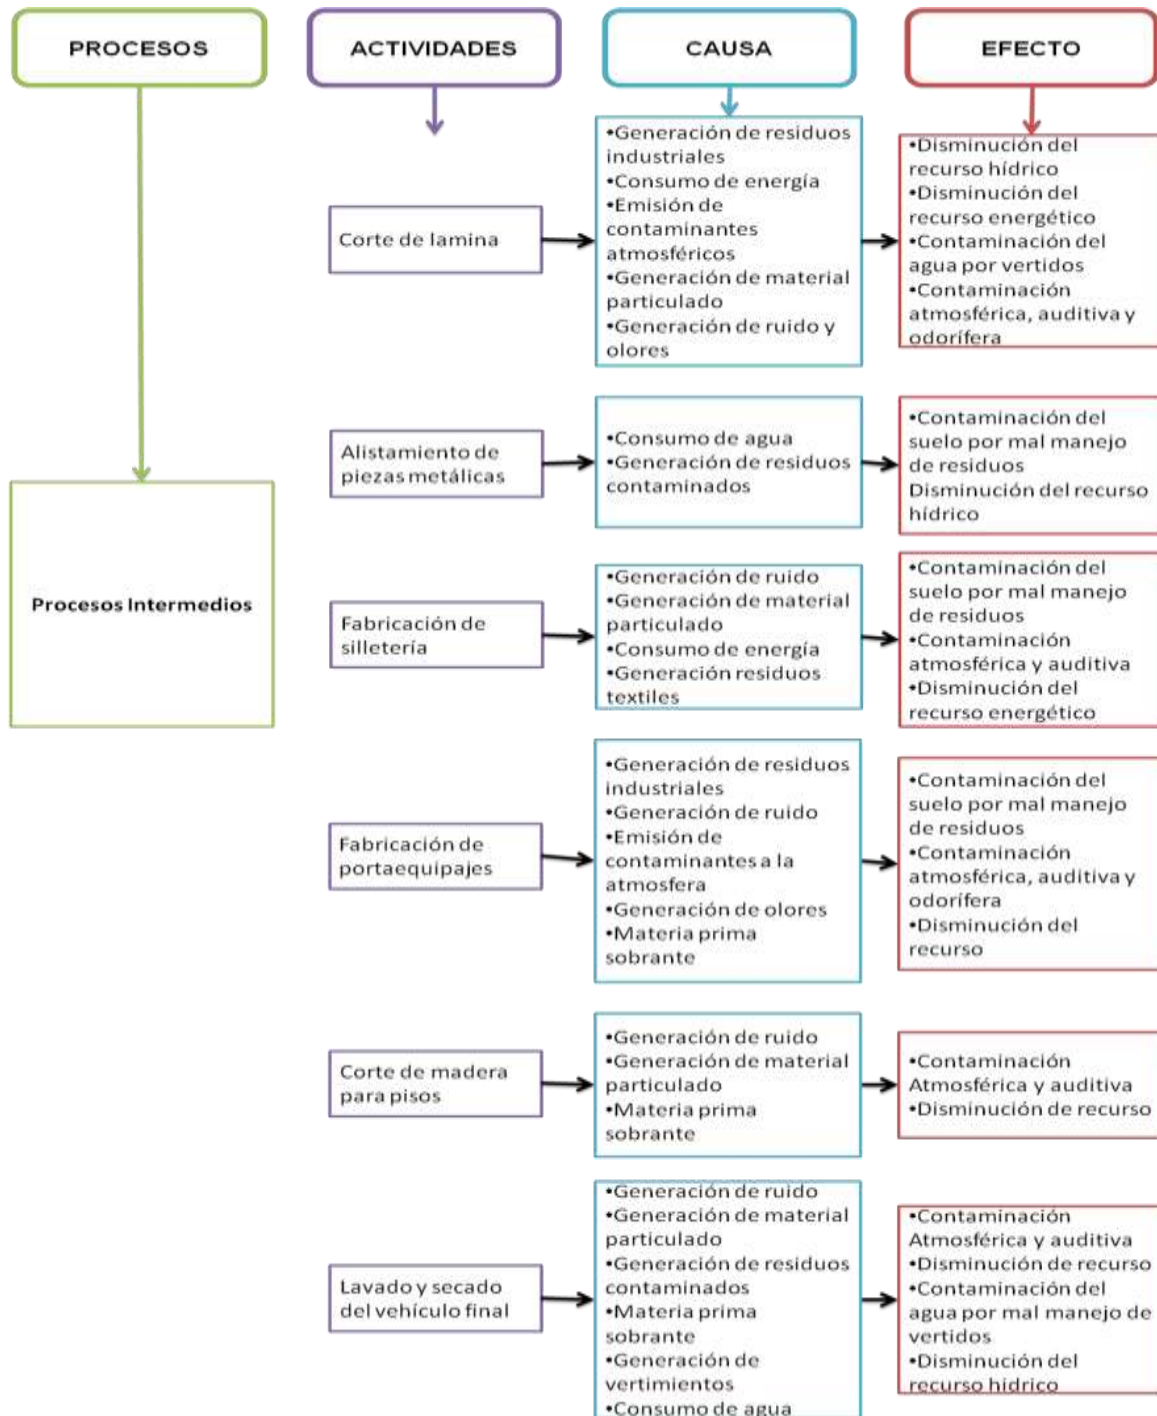 PROCESOS
ACTIVIDADES
CAUSA
EFECTO
Procesos Intermedios
Corte de lamina
•Generación de residuos
industriales
•Consumo de energía
•Emisión de
contaminantes
atmosféricos
•Generación de material
particulado
•Generación de ruido y
olores
•Disminución del
recurso hídrico
•Disminución del
recurso energético
•Contaminación del
agua por vertidos
•Contaminación
atmosférica, auditiva y
odorífera
Alistamiento de
piezas metálicas
•Consumo de agua
•Generación de residuos
contaminados
•Contaminación del
suelo por mal manejo
de residuos
Disminución del recurso
hídrico
Fabricación de
silletería
•Generación de ruido
•Generación de material
particulado
•Consumo de energía
•Generación residuos
textiles
•Contaminación del
suelo por mal manejo
de residuos
•Contaminación
atmosférica y auditiva
•Disminución del
recurso energético
Fabricación de
portaequipajes
•Generación de residuos
industriales
•Generación de ruido
•Emisión de
contaminantes a la
atmosfera
•Generación de olores
•Materia prima
sobrante
•Contaminación del
suelo por mal manejo
de residuos
•Contaminación
atmosférica, auditiva y
odorífera
•Disminución del
recurso
Corte de madera
para pisos
•Generación de ruido
•Generación de material
particulado
•Materia prima
sobrante
•Contaminación
Atmosférica y auditiva
•Disminución de recurso
Lavado y secado
del vehículo final
•Generación de ruido
•Generación de material
particulado
•Generación de residuos
contaminados
•Materia prima
sobrante
•Generación de
vertimientos
•Consumo de agua
•Contaminación
Atmosférica y auditiva
•Disminución de recurso
•Contaminación del
agua por mal manejo de
vertidos
•Disminución del
recurso hídrico